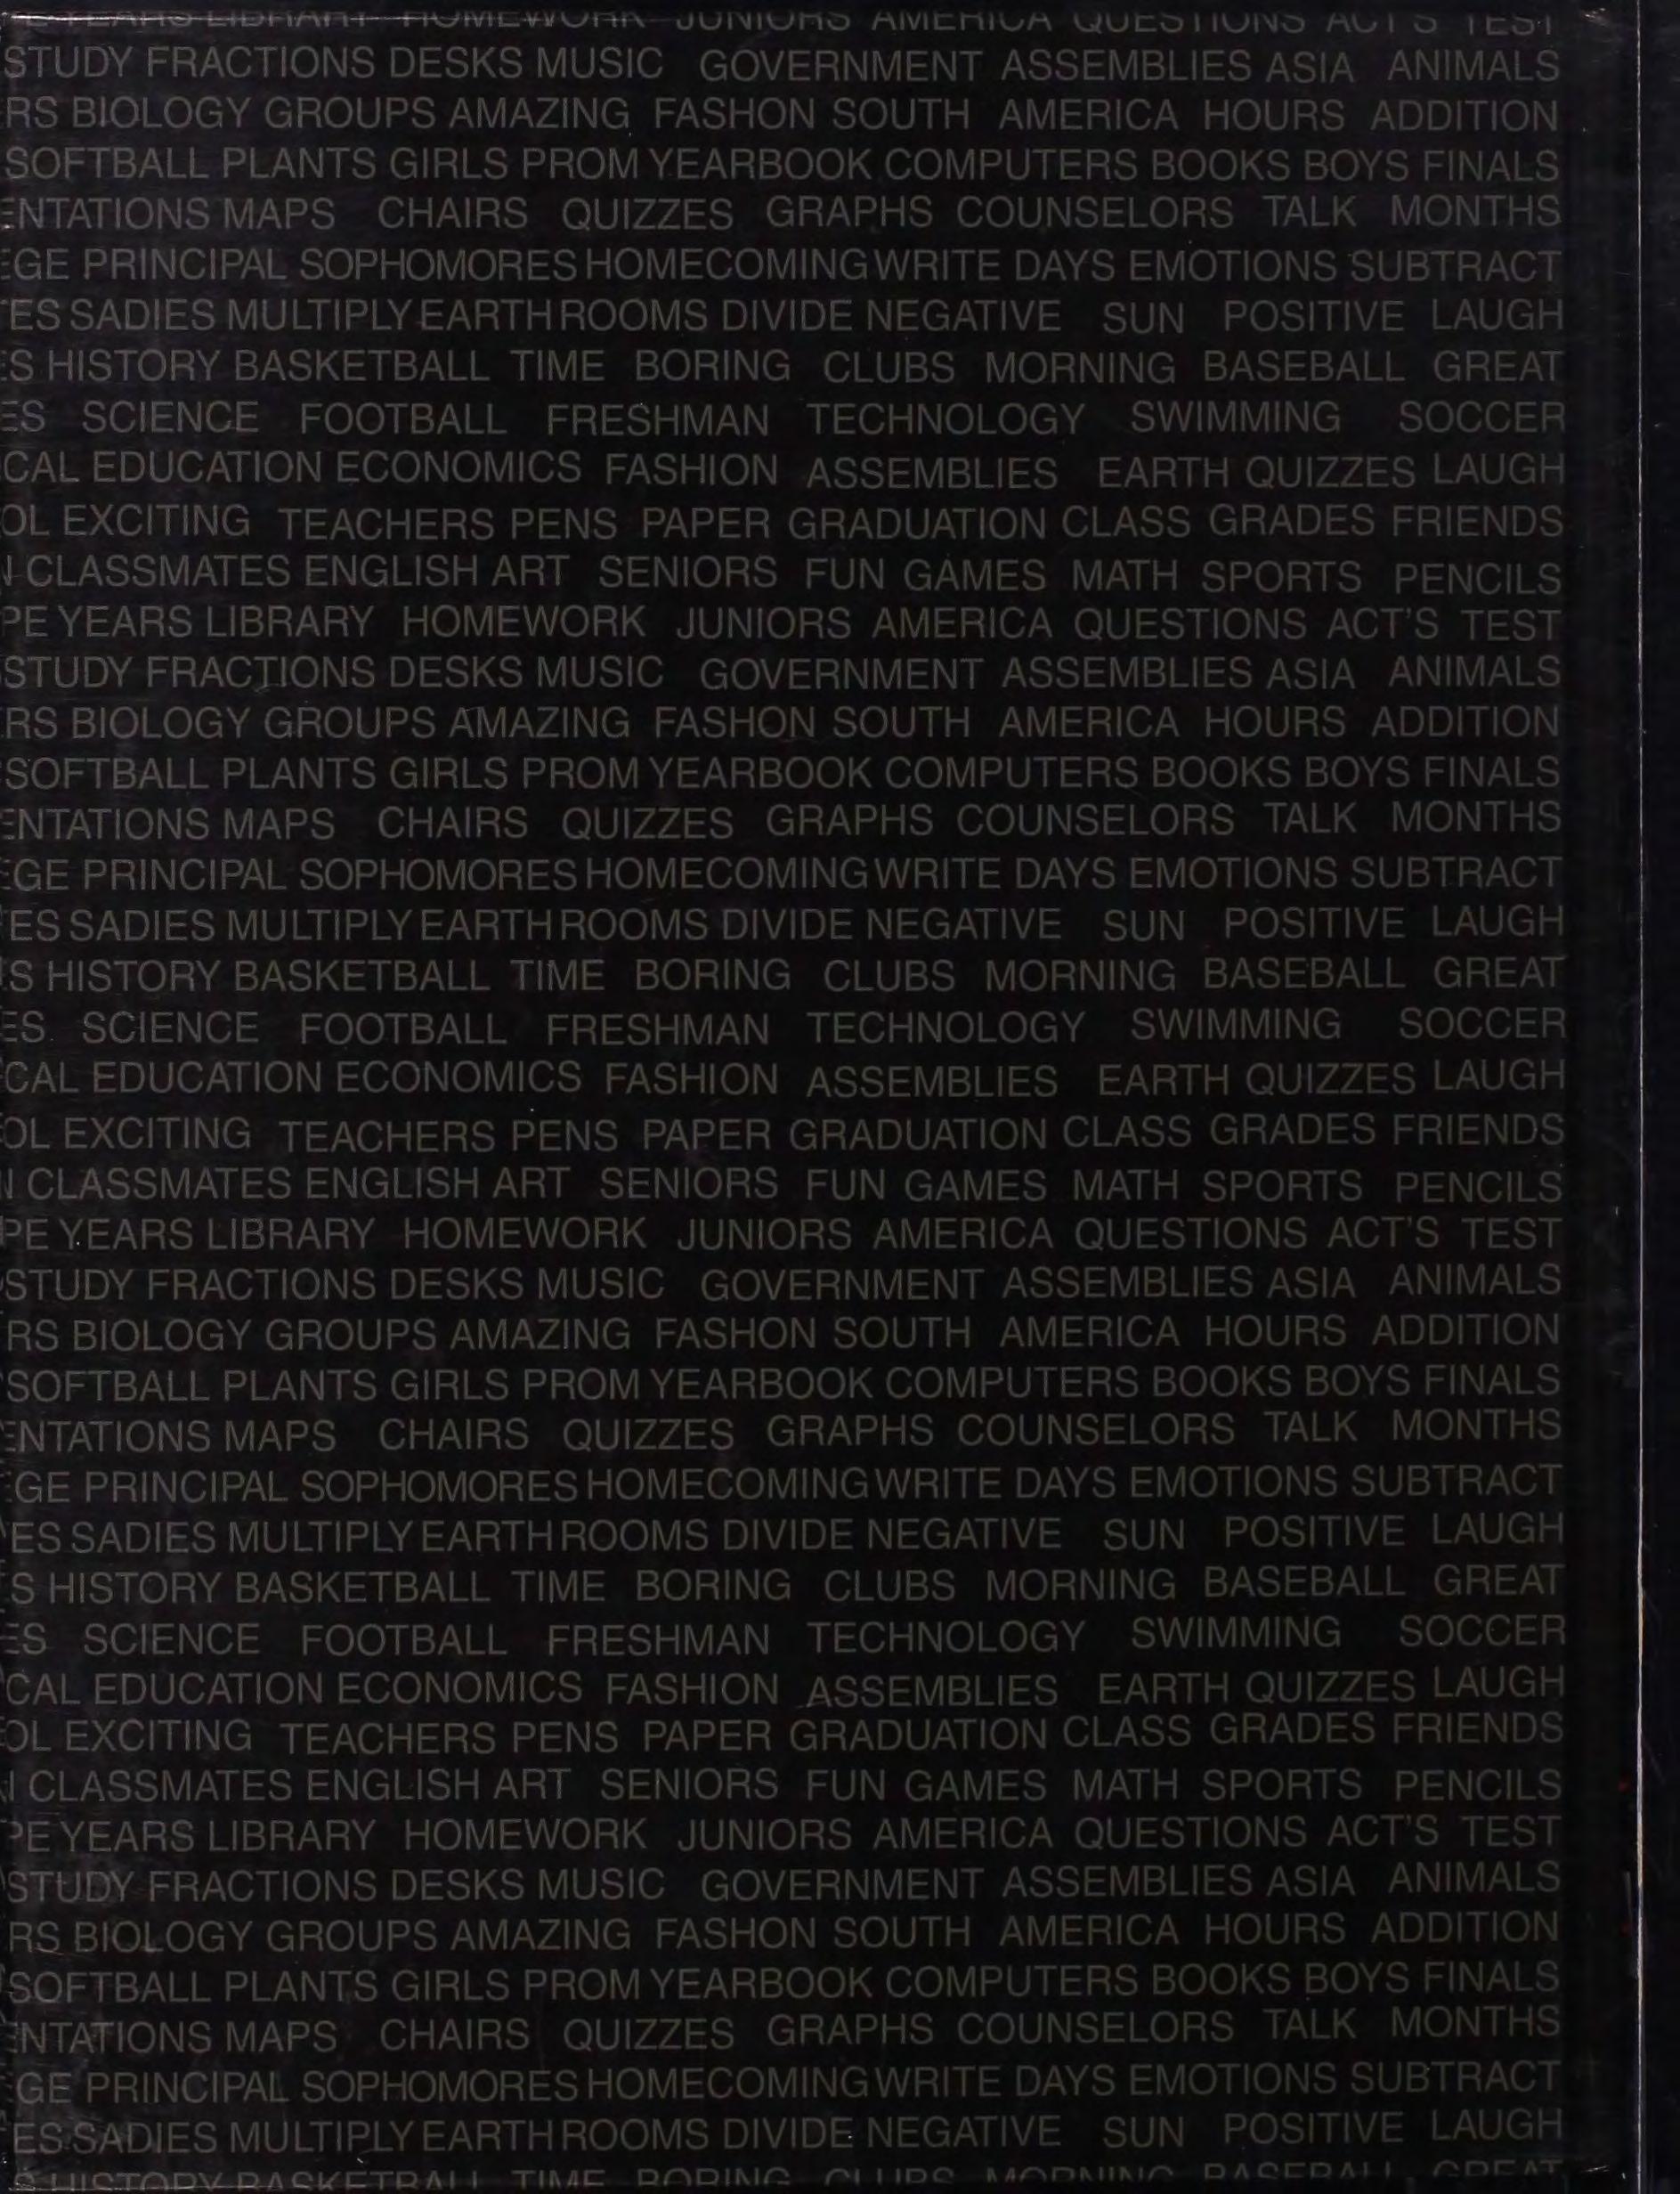 LIBRARY HOMEWORK JUNIORS AMERICA QUESTIONS ACT'S TEST
STUDY FRACTIONS DESKS MUSIC GOVERNMENT ASSEMBLIES ASIA ANIMALS
RS BIOLOGY GROUPS AMAZING FASHON SOUTH AMERICA HOURS ADDITION
SOFTBALL PLANTS GIRLS PROM YEARBOOK COMPUTERS BOOKS BOYS FINALS
ENTATIONS MAPS CHAIRS QUIZZES GRAPHS COUNSELORS TALK MONTHS
EGE PRINCIPAL SOPHOMORES HOMECOMING WRITE DAYS EMOTIONS SUBTRACT
ES SADIES MULTIPLY EARTH ROOMS DIVIDE NEGATIVE SUN POSITIVE LAUGH
S HISTORY BASKETBALL TIME BORING CLUBS MORNING BASEBALL GREAT
ES SCIENCE FOOTBALL FRESHMAN TECHNOLOGY SWIMMING SOCCER
CAL EDUCATION ECONOMICS FASHION ASSEMBLIES EARTH QUIZZES LAUGH
OL EXCITING TEACHERS PENS PAPER GRADUATION CLASS GRADES FRIENDS
N CLASSMATES ENGLISH ART SENIORS FUN GAMES MATH SPORTS PENCILS
PE YEARS LIBRARY HOMEWORK JUNIORS AMERICA QUESTIONS ACT'S TEST
STUDY FRACTIONS DESKS MUSIC GOVERNMENT ASSEMBLIES ASIA ANIMALS
RS BIOLOGY GROUPS AMAZING FASHON SOUTH AMERICA HOURS ADDITION
SOFTBALL PLANTS GIRLS PROM YEARBOOK COMPUTERS BOOKS BOYS FINALS
ENTATIONS MAPS CHAIRS QUIZZES GRAPHS COUNSELORS TALK MONTHS
EGE PRINCIPAL SOPHOMORES HOMECOMING WRITE DAYS EMOTIONS SUBTRACT
ES SADIES MULTIPLY EARTH ROOMS DIVIDE NEGATIVE SUN POSITIVE LAUGH
S HISTORY BASKETBALL TIME BORING CLUBS MORNING BASEBALL GREAT
ES SCIENCE FOOTBALL FRESHMAN TECHNOLOGY SWIMMING SOCCER
CAL EDUCATION ECONOMICS FASHION ASSEMBLIES EARTH QUIZZES LAUGH
OL EXCITING TEACHERS PENS PAPER GRADUATION CLASS GRADES FRIENDS
N CLASSMATES ENGLISH ART SENIORS FUN GAMES MATH SPORTS PENCILS
PE YEARS LIBRARY HOMEWORK JUNIORS AMERICA QUESTIONS ACT'S TEST
STUDY FRACTIONS DESKS MUSIC GOVERNMENT ASSEMBLIES ASIA ANIMALS
RS BIOLOGY GROUPS AMAZING FASHON SOUTH AMERICA HOURS ADDITION
SOFTBALL PLANTS GIRLS PROM YEARBOOK COMPUTERS BOOKS BOYS FINALS
ENTATIONS MAPS CHAIRS QUIZZES GRAPHS COUNSELORS TALK MONTHS
EGE PRINCIPAL SOPHOMORES HOMECOMING WRITE DAYS EMOTIONS SUBTRACT
ES SADIES MULTIPLY EARTH ROOMS DIVIDE NEGATIVE SUN POSITIVE LAUGH
S HISTORY BASKETBALL TIME BORING CLUBS MORNING BASEBALL GREAT
ES SCIENCE FOOTBALL FRESHMAN TECHNOLOGY SWIMMING SOCCER
CAL EDUCATION ECONOMICS FASHION ASSEMBLIES EARTH QUIZZES LAUGH
OL EXCITING TEACHERS PENS PAPER GRADUATION CLASS GRADES FRIENDS
N CLASSMATES ENGLISH ART SENIORS FUN GAMES MATH SPORTS PENCILS
PE YEARS LIBRARY HOMEWORK JUNIORS AMERICA QUESTIONS ACT'S TEST
STUDY FRACTIONS DESKS MUSIC GOVERNMENT ASSEMBLIES ASIA ANIMALS
RS BIOLOGY GROUPS AMAZING FASHON SOUTH AMERICA HOURS ADDITION
SOFTBALL PLANTS GIRLS PROM YEARBOOK COMPUTERS BOOKS BOYS FINALS
ENTATIONS MAPS CHAIRS QUIZZES GRAPHS COUNSELORS TALK MONTHS
GE PRINCIPAL SOPHOMORES HOMECOMING WRITE DAYS EMOTIONS SUBTRACT
ES SADIES MULTIPLY EARTH ROOMS DIVIDE NEGATIVE SUN POSITIVE LAUGH
S HISTORY BASKETBALL TIME BORING CLUBS MORNING BASEBALL GREAT